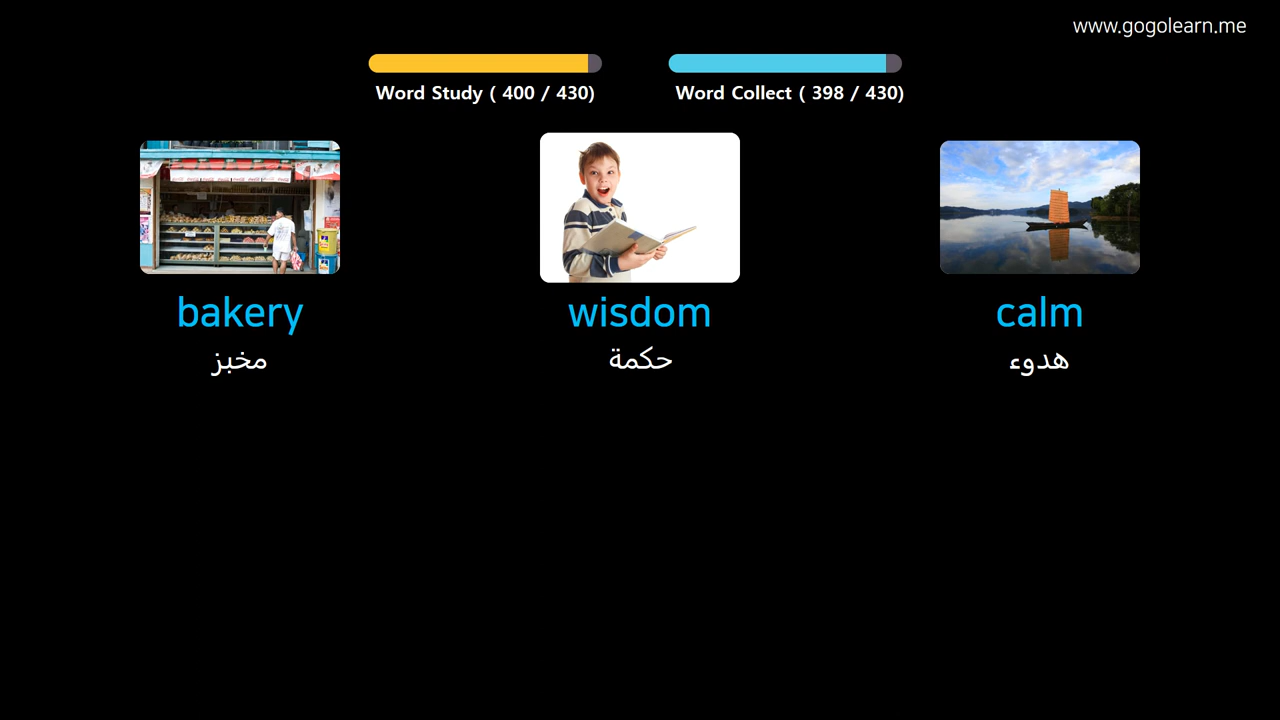 www.gogolearn.me
Word Study ( 400 / 430)
Word Collect ( 398 / 430)
bakery
مخبز
wisdom
حكمة
calm
هدوء